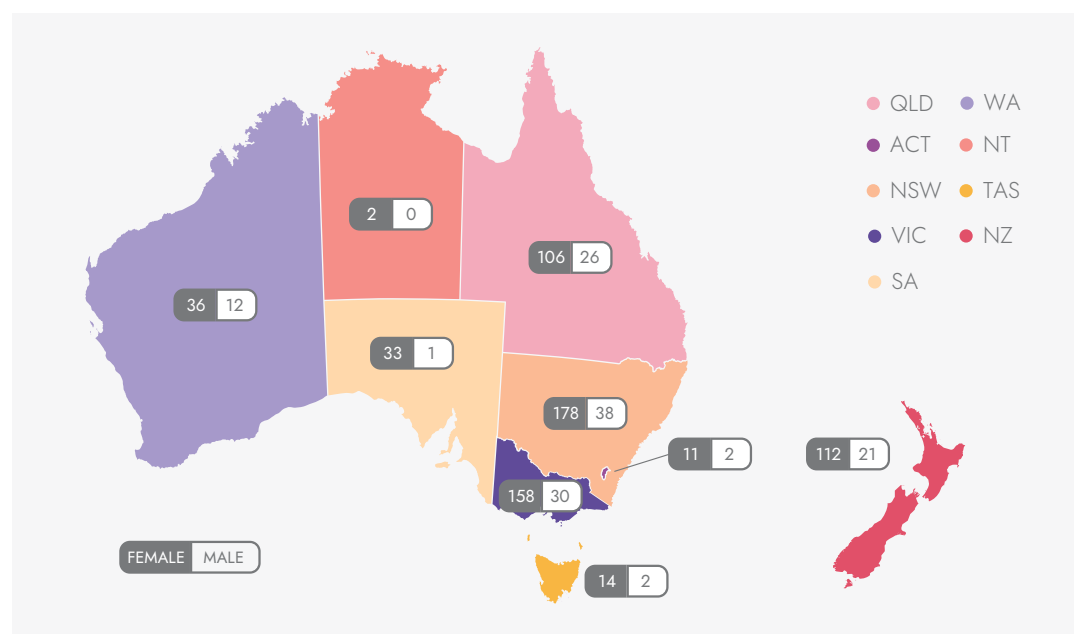 QLD WA
ACT NT
NSW TAS
VIC NZ
SA
2 0
106 26
36 12
33 1
178 38
11 2
112 21
158 30
FEMALE MALE
14 2